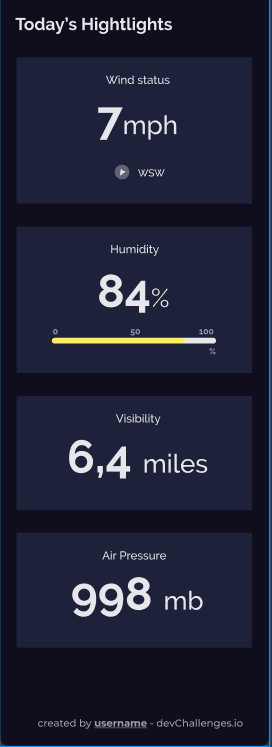 Today's Hightlights
Wind status
7mph
WSW
Humidity
84%
0 50 100
%
Visibility
6,4 miles
Air Pressure
998 mb
created by username - devChallenges.io